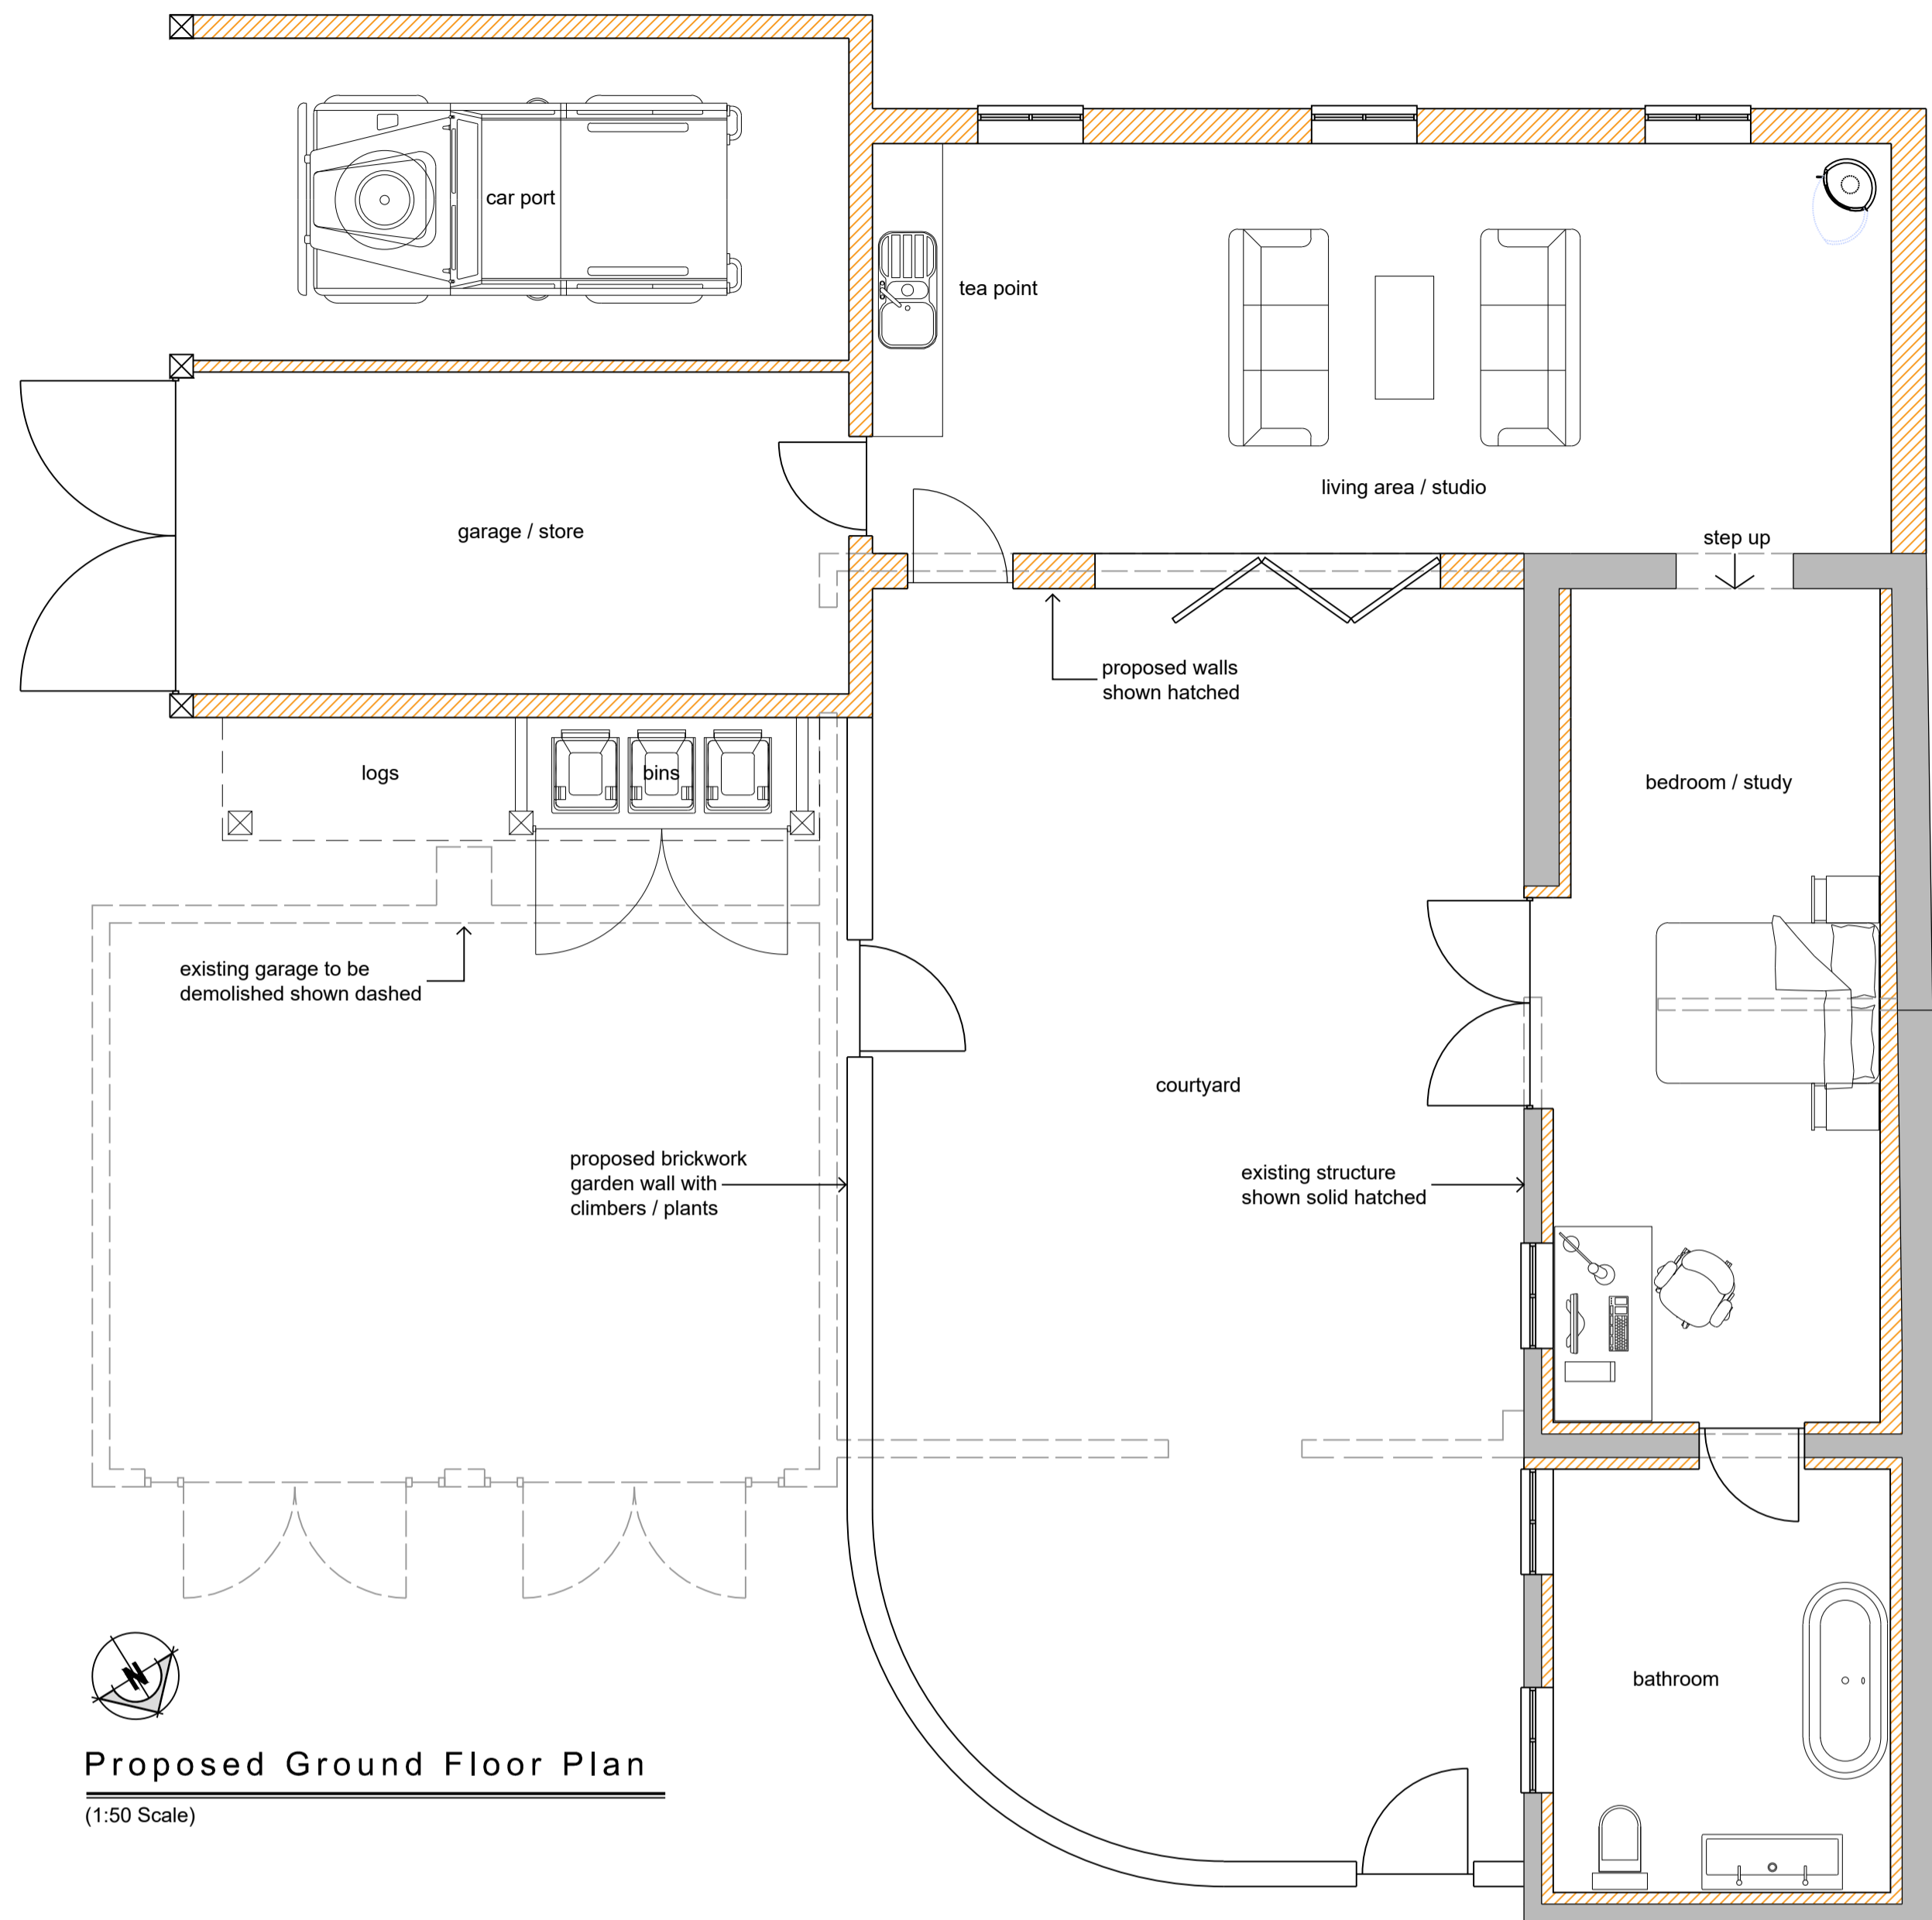 car port
tea point
living area / studio
step up
garage / store
proposed walls
shown hatched
logs
bins
bedroom / study
existing garage to be
demolished shown dashed
courtyard
proposed brickwork
garden wall with
climbers / plants
existing structure
shown solid hatched
bathroom
N
Proposed Ground Floor Plan
(1:50 Scale)